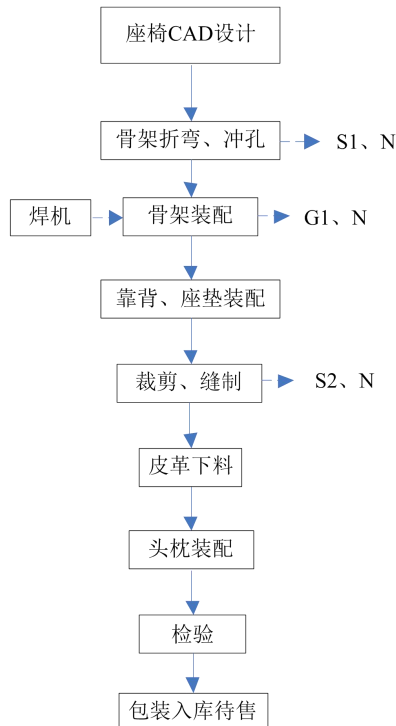 座椅CAD设计
骨架折弯、冲孔
S1、N
焊机
骨架装配
G1、N
靠背、座垫装配
裁剪、缝制
S2、N
皮革下料
头枕装配
检验
包装入库待售